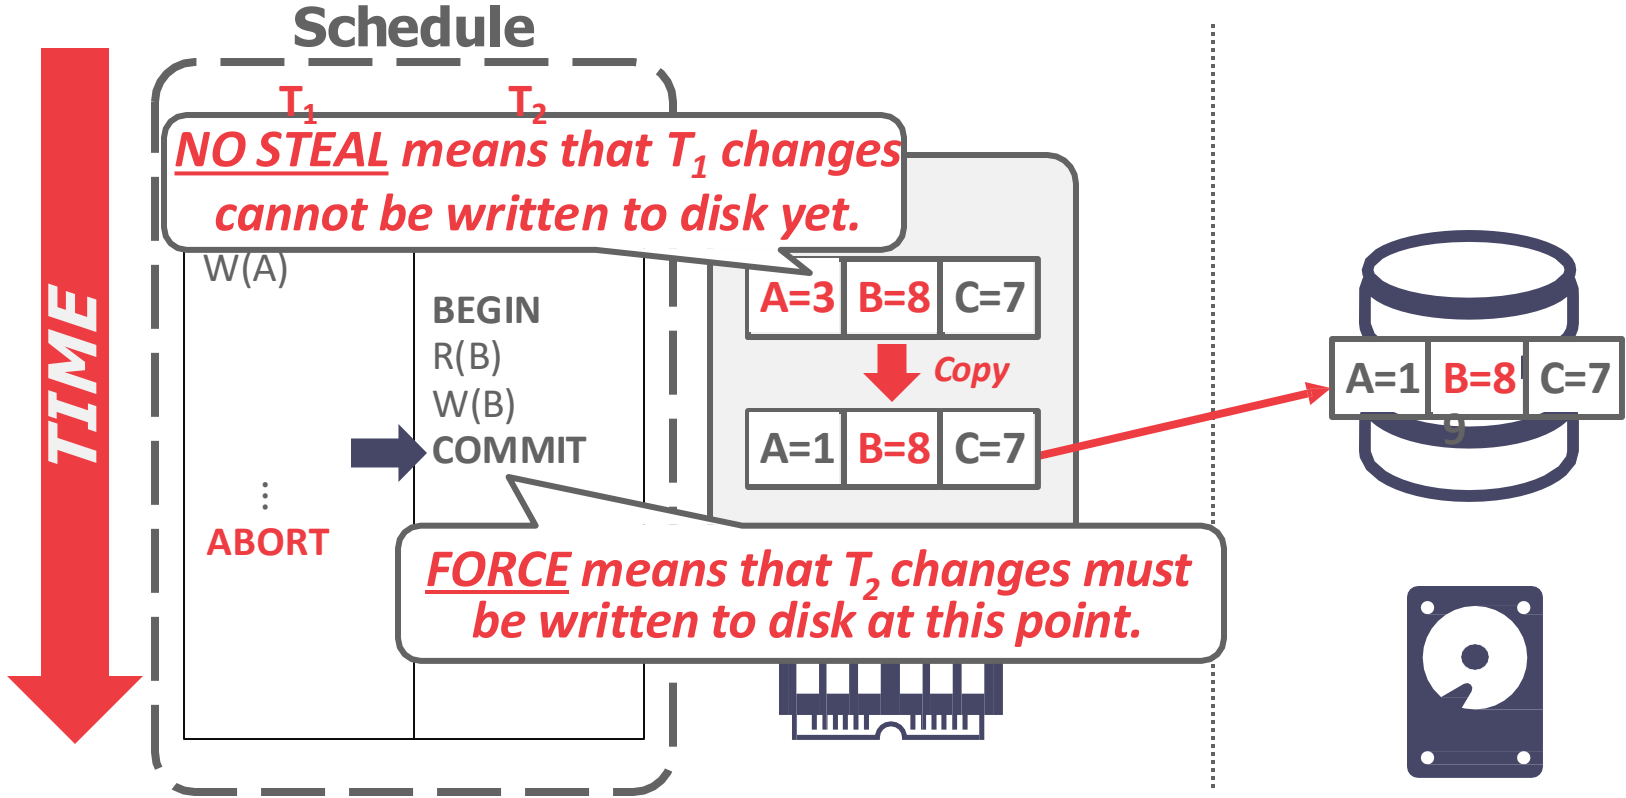 Schedule
T1 T2
NO STEAL means that T1 changes
cannot be written to disk yet.
W(A)
BEGIN
R(B)
W(B)
COMMIT
⋮
ABORT
TIME
A=3 B=8 C=7
Copy
A=1 B=8 C=7
FORCE means that T2 changes must
be written to disk at this point.
A=1 B=8 C=7
9